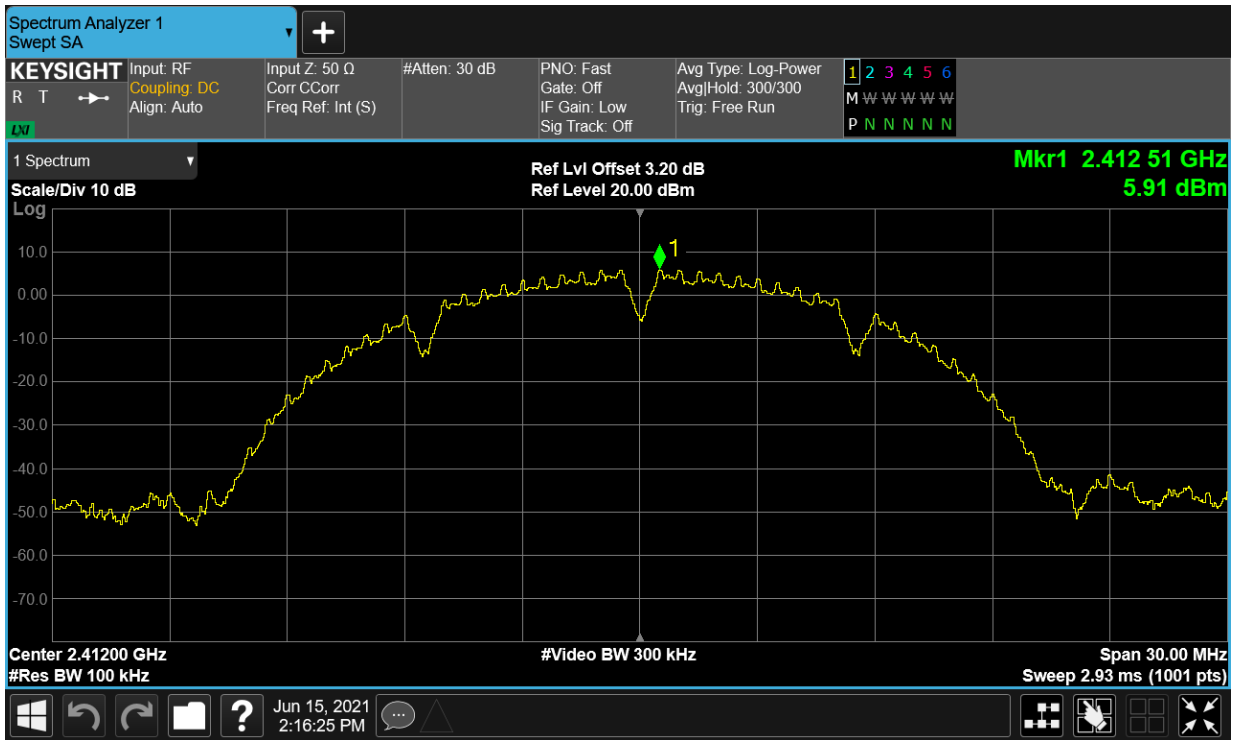 Spectrum Analyzer 1
Swept SA
▼
+
KEYSIGHT
R T
LXI
Input: RF
Coupling: DC
Align: Auto
Input Z: 50 Ω
Corr CCorr
Freq Ref: Int (S)
#Atten: 30 dB
PNO: Fast
Gate: Off
IF Gain: Low
Sig Track: Off
Avg Type: Log-Power
Avg|Hold: 300/300
Trig: Free Run
1 2 3 4 5 6
M W W W W W
P N N N N N
1 Spectrum ▼
Scale/Div 10 dB
Log
Ref Lvl Offset 3.20 dB
Ref Level 20.00 dBm
Mkr1 2.412 51 GHz
5.91 dBm
1
10.0
0.00
-10.0
-20.0
-30.0
-40.0
-50.0
-60.0
-70.0
Center 2.41200 GHz
#Res BW 100 kHz
#Video BW 300 kHz
Span 30.00 MHz
Sweep 2.93 ms (1001 pts)
?
Jun 15, 2021
2:16:25 PM